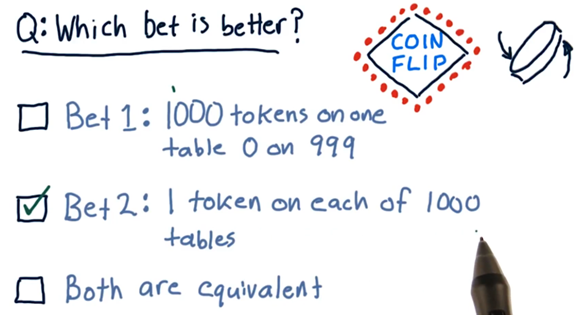 Q: Which bet is better?
COIN
FLIP
Bet 1: 1000 tokens on one
table 0 on 999
Bet 2: 1 token on each of 1000
tables
Both are equivalent